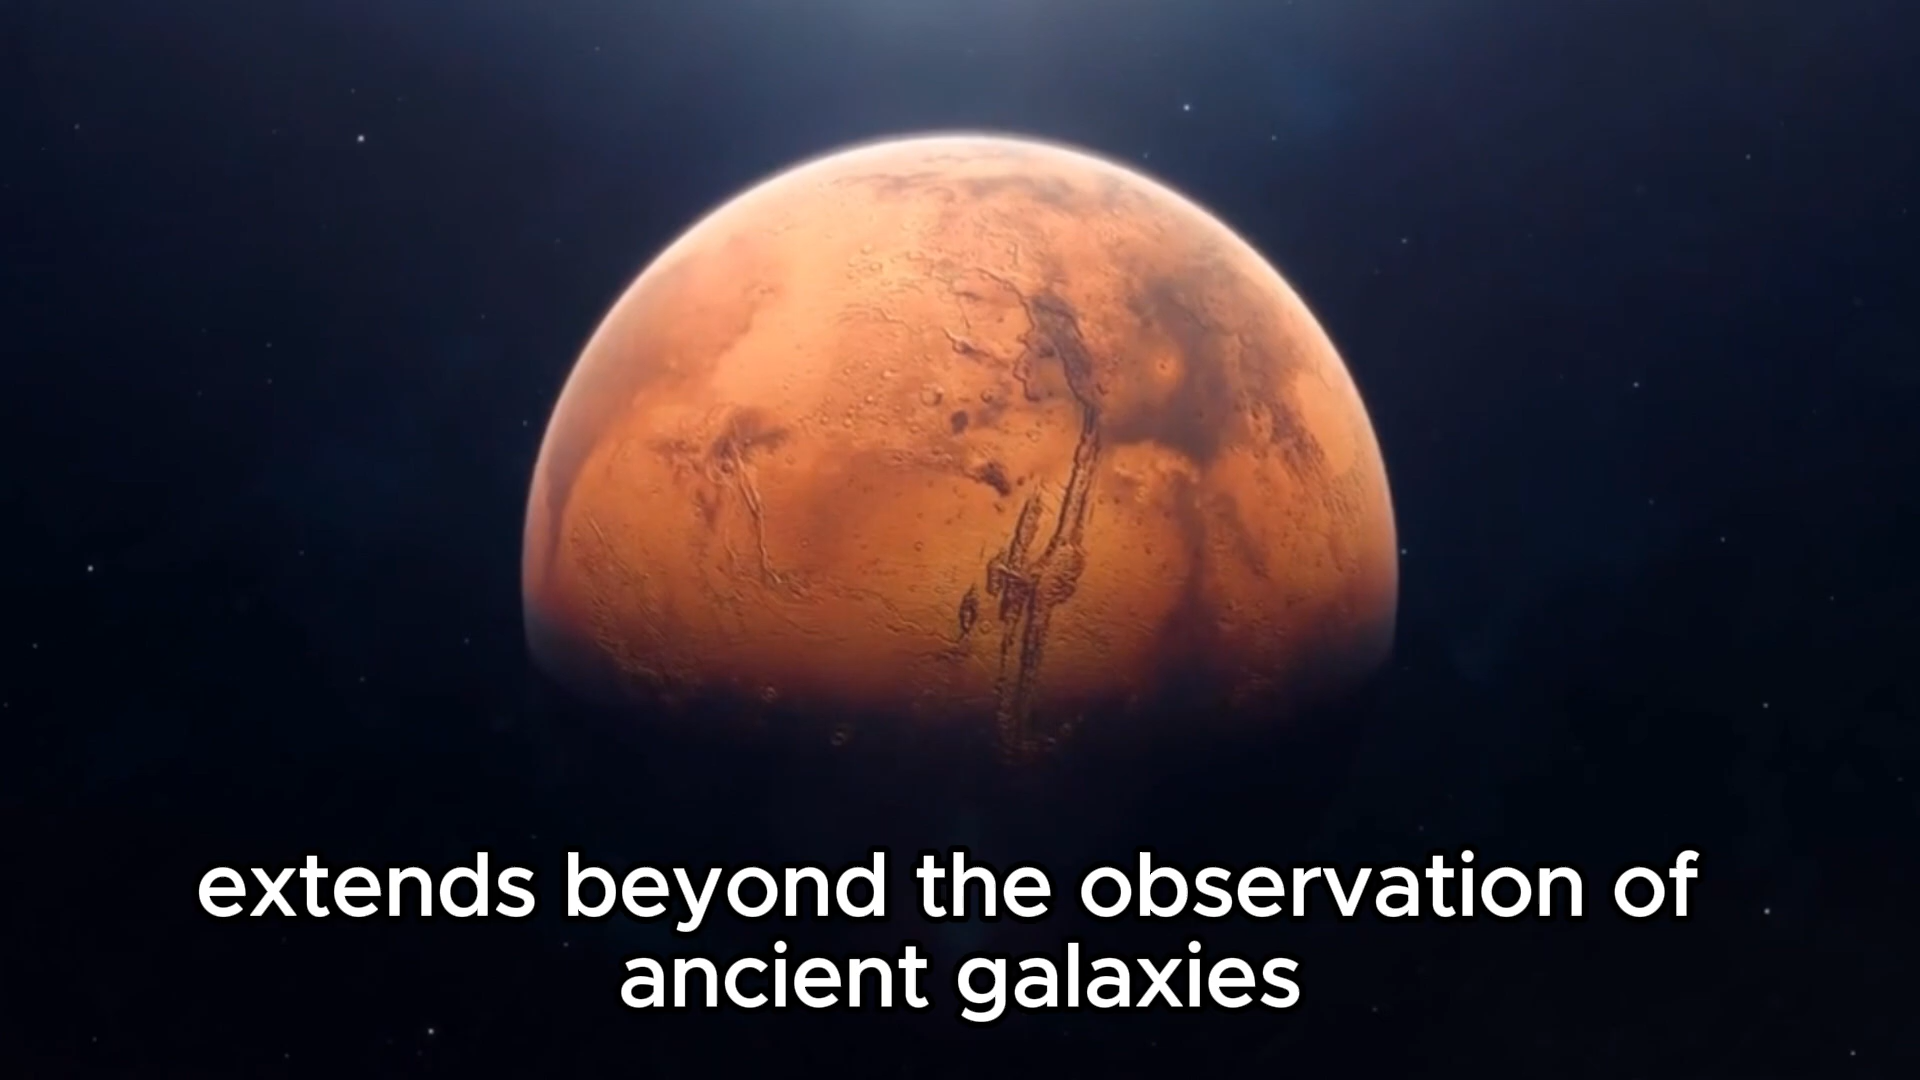 extends beyond the observation of
ancient galaxies